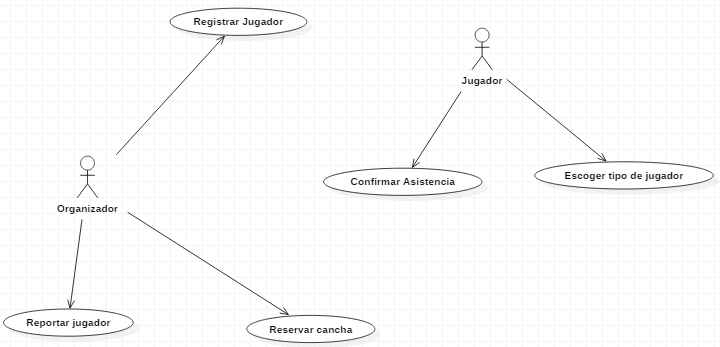 Registrar Jugador
Jugador
Confirmar Asistencia
Escoger tipo de jugador
Organizador
Reportar jugador
Reservar cancha